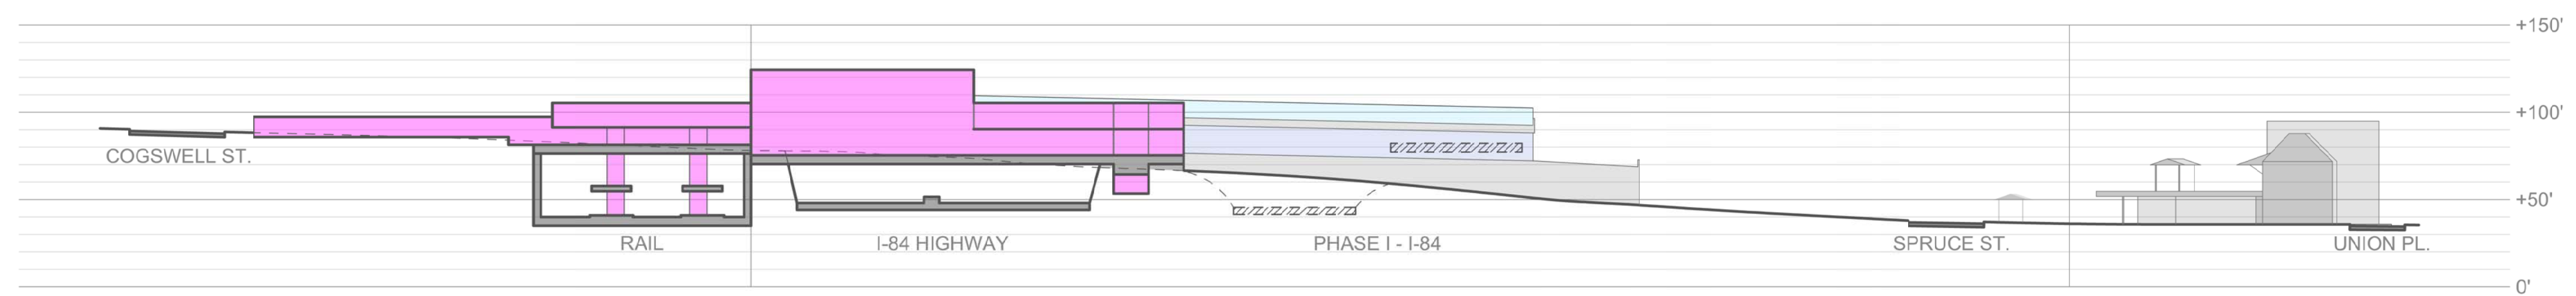 +150'
+100'
COGSWELL ST.
+50'
RAIL
I-84 HIGHWAY
PHASE I - I-84
SPRUCE ST.
UNION PL.
0'